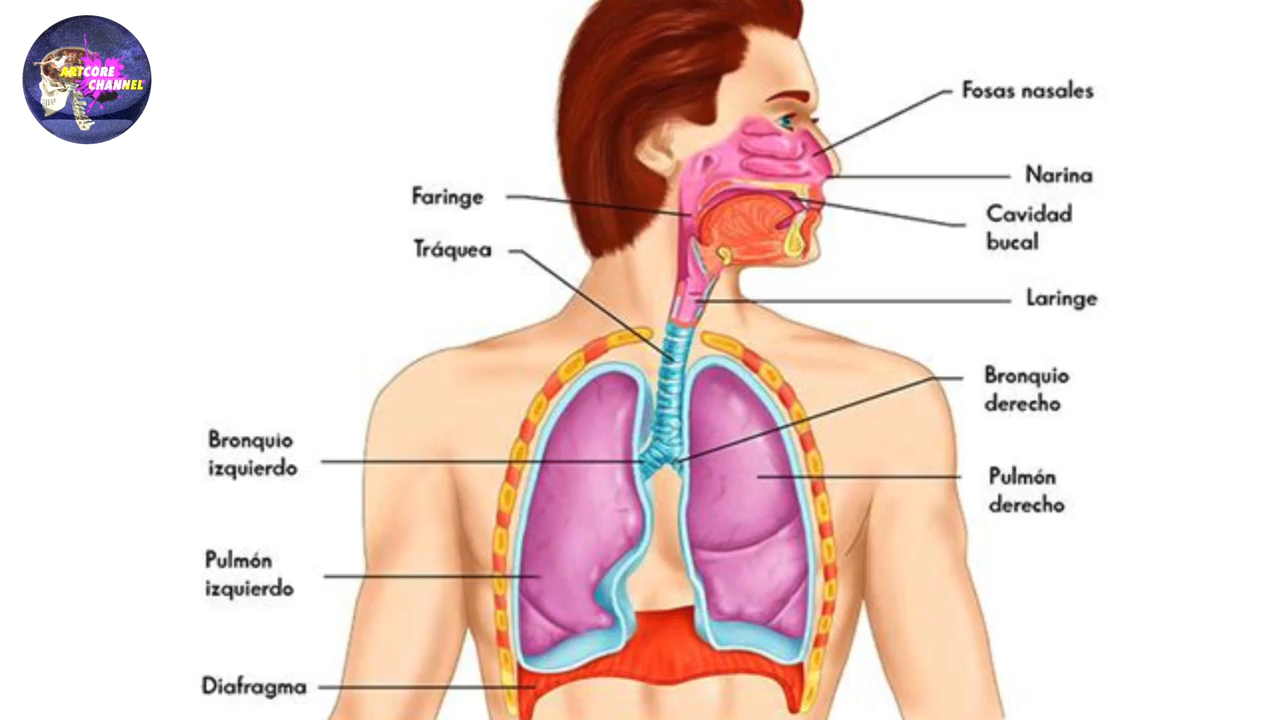 ARTCORE
CHANNEL
Fosas nasales
Narina
Faringe
Cavidad
bucal
Tráquea
Laringe
Bronquio
derecho
Bronquio
izquierdo
Pulmón
derecho
Pulmón
izquierdo
Diafragma